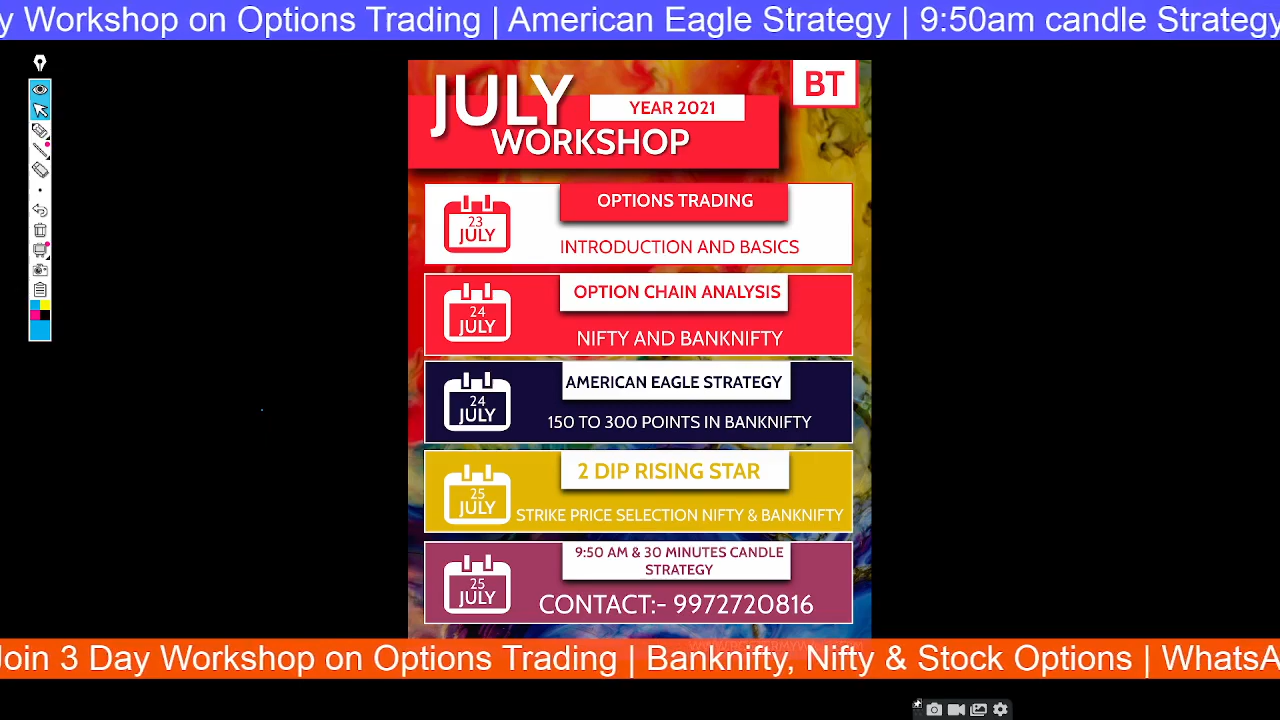 y Workshop on Options Trading | American Eagle Strategy | 9:50am candle Strategy
JULY
YEAR 2021
BT
WORKSHOP
23
JULY
OPTIONS TRADING
INTRODUCTION AND BASICS
24
JULY
OPTION CHAIN ANALYSIS
NIFTY AND BANKNIFTY
24
JULY
AMERICAN EAGLE STRATEGY
150 TO 300 POINTS IN BANKNIFTY
25
JULY
2 DIP RISING STAR
STRIKE PRICE SELECTION NIFTY & BANKNIFTY
25
JULY
9:50 AM & 30 MINUTES CANDLE
STRATEGY
CONTACT:- 9972720816
Join 3 Day Workshop on Options Trading | Banknifty, Nifty & Stock Options | WhatsA